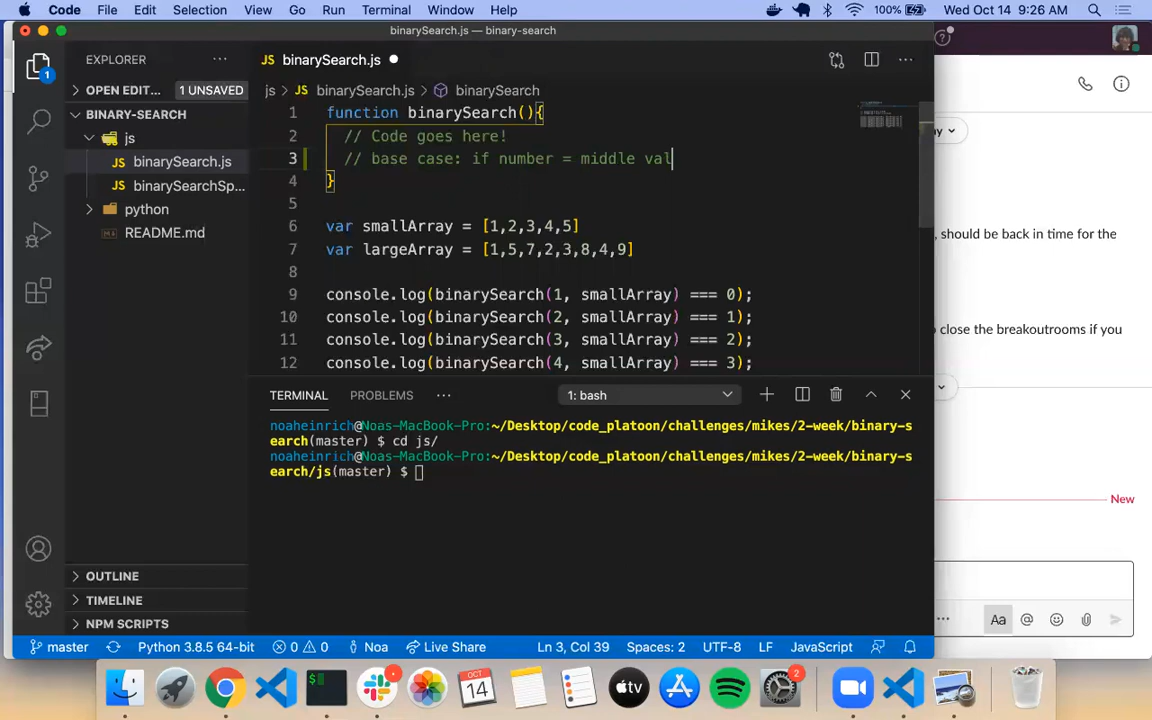 Code File Edit Selection View Go Run Terminal Window Help 100% Wed Oct 14 9:26 AM
binarySearch.js — binary-search
EXPLORER
binarySearch.js
OPEN EDIT... 1 UNSAVED
js binarySearch.js binarySearch
BINARY-SEARCH
js
binarySearch.js
binarySearchSp...
python
README.md
1 function binarySearch(){
2 // Code goes here!
3 // base case: if number = middle val
4 }
5
6 var smallArray = [1,2,3,4,5]
7 var largeArray = [1,5,7,2,3,8,4,9]
8
9 console.log(binarySearch(1, smallArray) === 0);
10 console.log(binarySearch(2, smallArray) === 1);
11 console.log(binarySearch(3, smallArray) === 2);
12 console.log(binarySearch(4, smallArray) === 3);
TERMINAL PROBLEMS 1: bash
noaheinrich@Noas-MacBook-Pro:~/Desktop/code_platoon/challenges/mikes/2-week/binary-s
earch(master) $ cd js/
noaheinrich@Noas-MacBook-Pro:~/Desktop/code_platoon/challenges/mikes/2-week/binary-s
earch/js(master) $
OUTLINE
TIMELINE
NPM SCRIPTS
master Python 3.8.5 64-bit 0 0 Noa Live Share Ln 3, Col 39 Spaces: 2 UTF-8 LF JavaScript
, should be back in time for the
close the breakoutrooms if you
New
Aa
OCT
14
tv
2
1